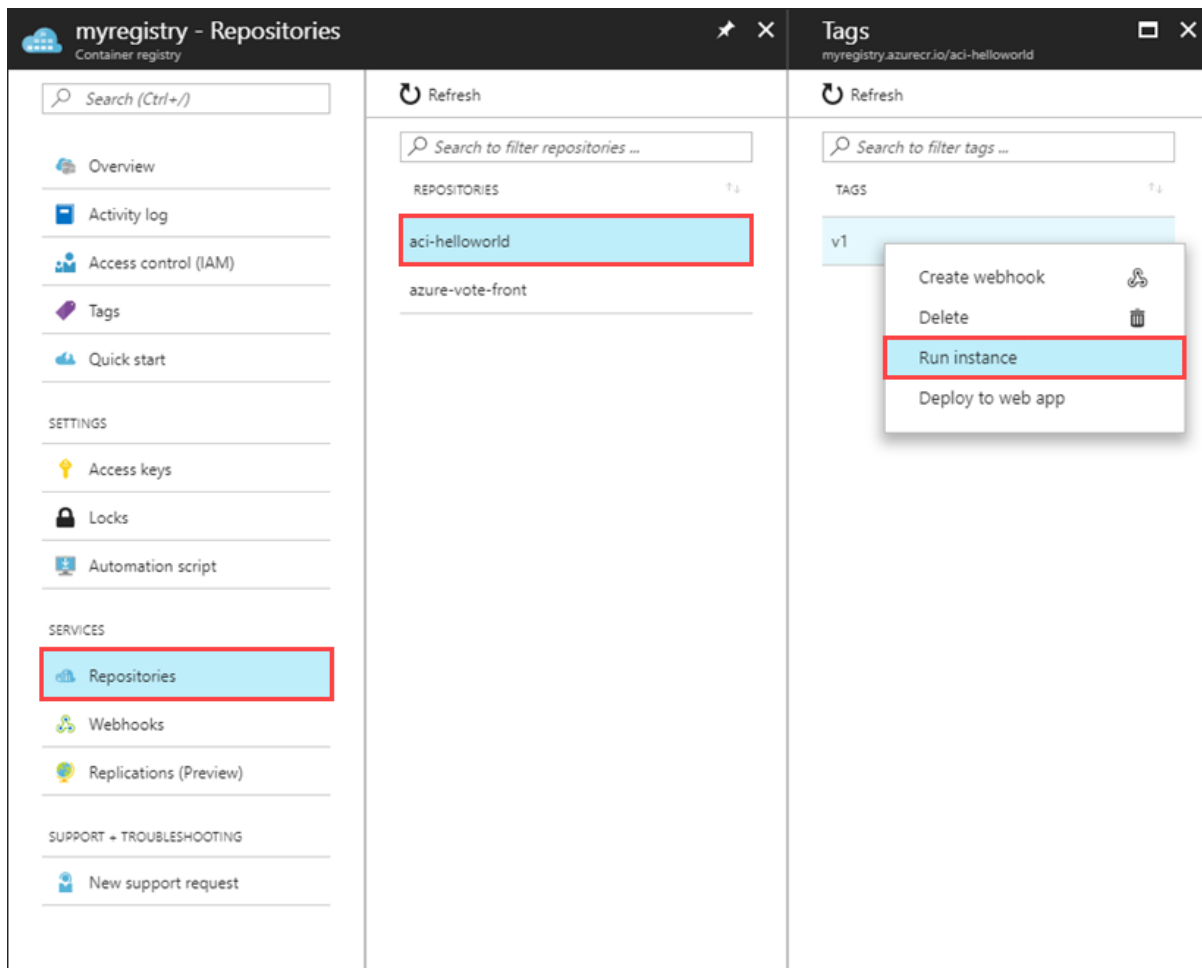 myregistry - Repositories
Container registry
Search (Ctrl+/)
Overview
Activity log
Access control (IAM)
Tags
Quick start
SETTINGS
Access keys
Locks
Automation script
SERVICES
Repositories
Webhooks
Replications (Preview)
SUPPORT + TROUBLESHOOTING
New support request
Refresh
Search to filter repositories ...
REPOSITORIES
aci-helloworld
azure-vote-front
Tags
myregistry.azurecr.io/aci-helloworld
Refresh
Search to filter tags ...
TAGS
v1
Create webhook
Delete
Run instance
Deploy to web app